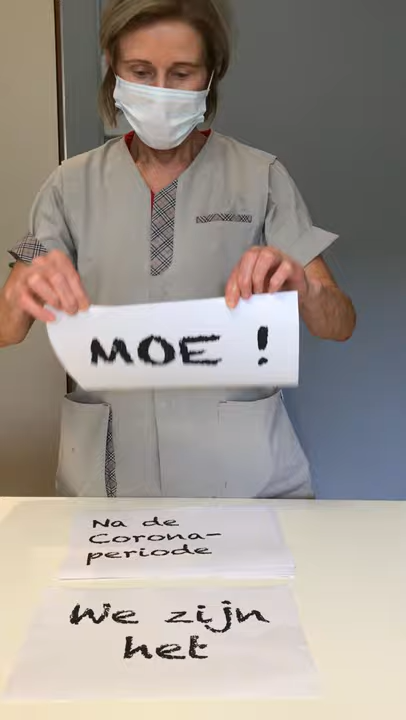 MOE !
Na de
Corona-
periode
We zijn
het